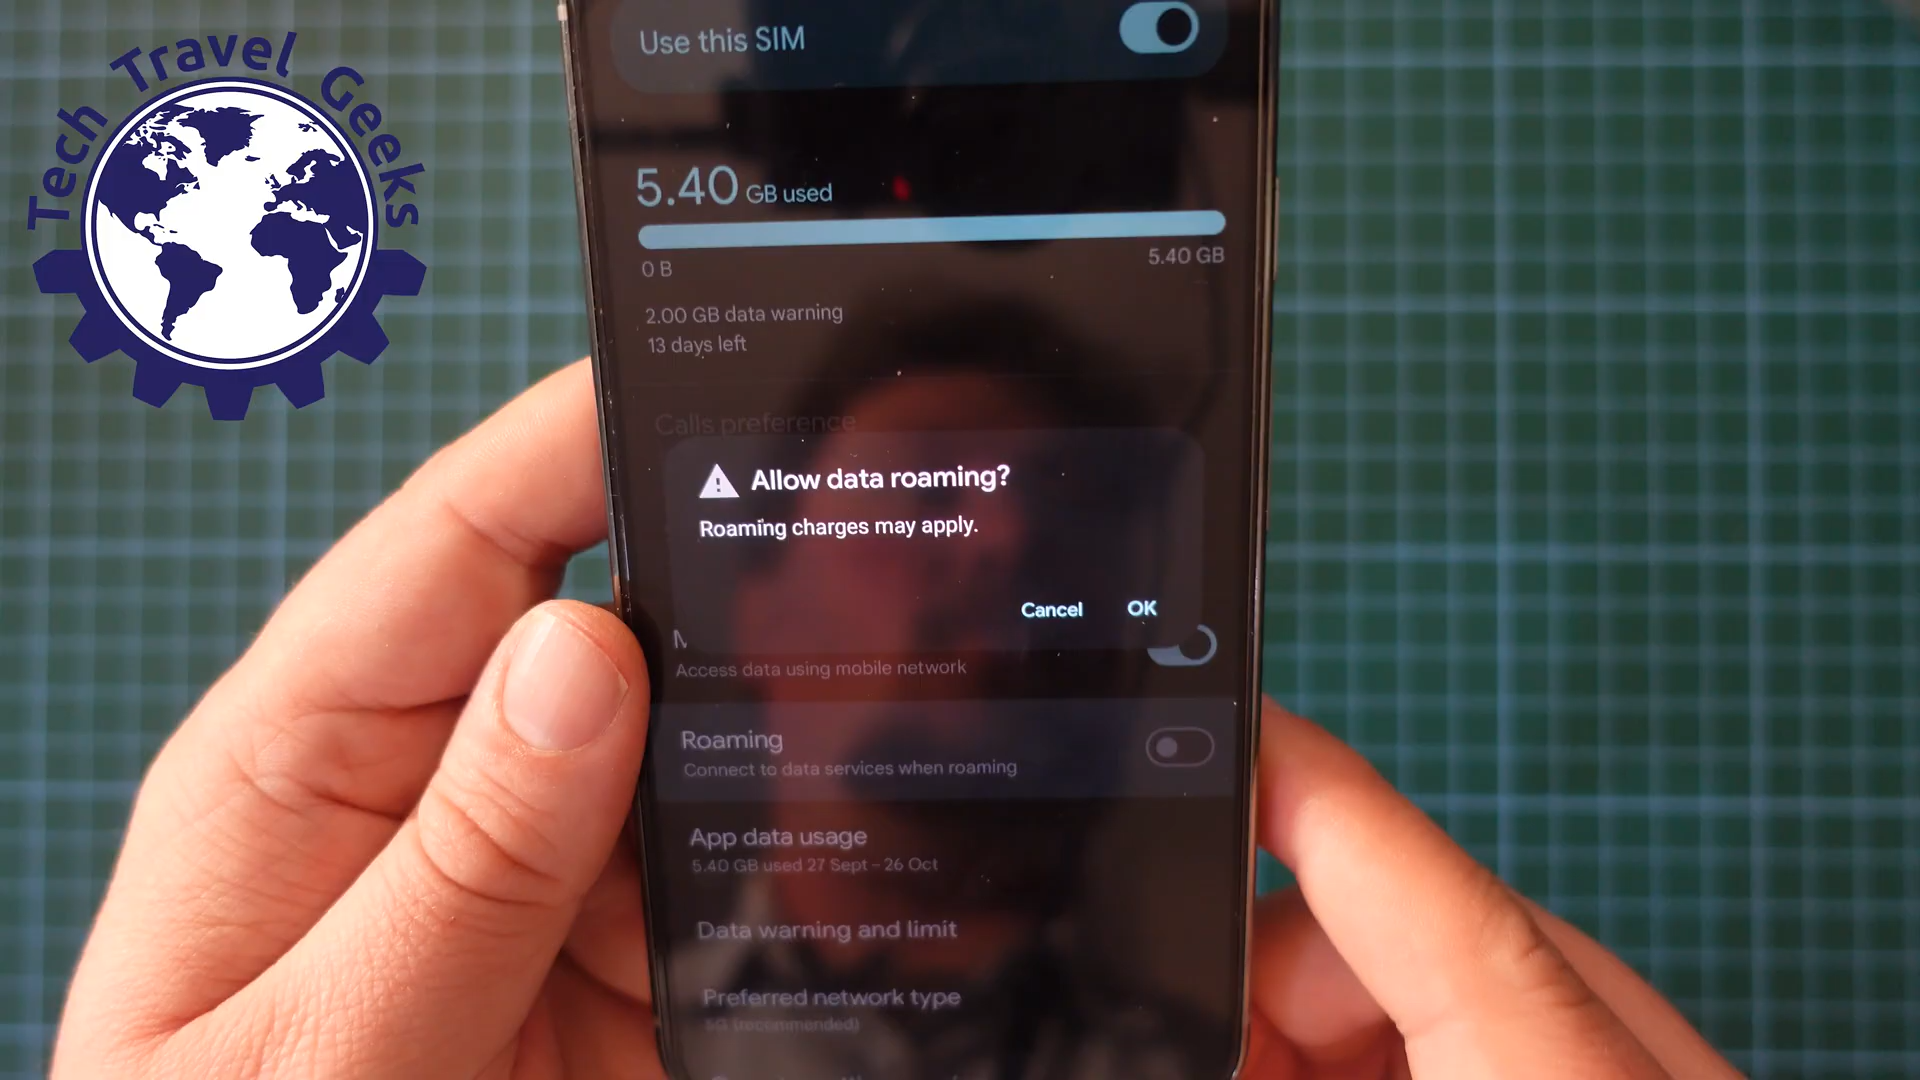 Tech Travel Geeks
Use this SIM
5.40 GB used
0 B
5.40 GB
2.00 GB data warning
13 days left
Calls preference
Allow data roaming?
Roaming charges may apply.
Cancel
OK
Access data using mobile network
Roaming
Connect to data services when roaming
App data usage
5.40 GB used 27 Sept – 26 Oct
Data warning and limit
Preferred network type
5G (recommended)